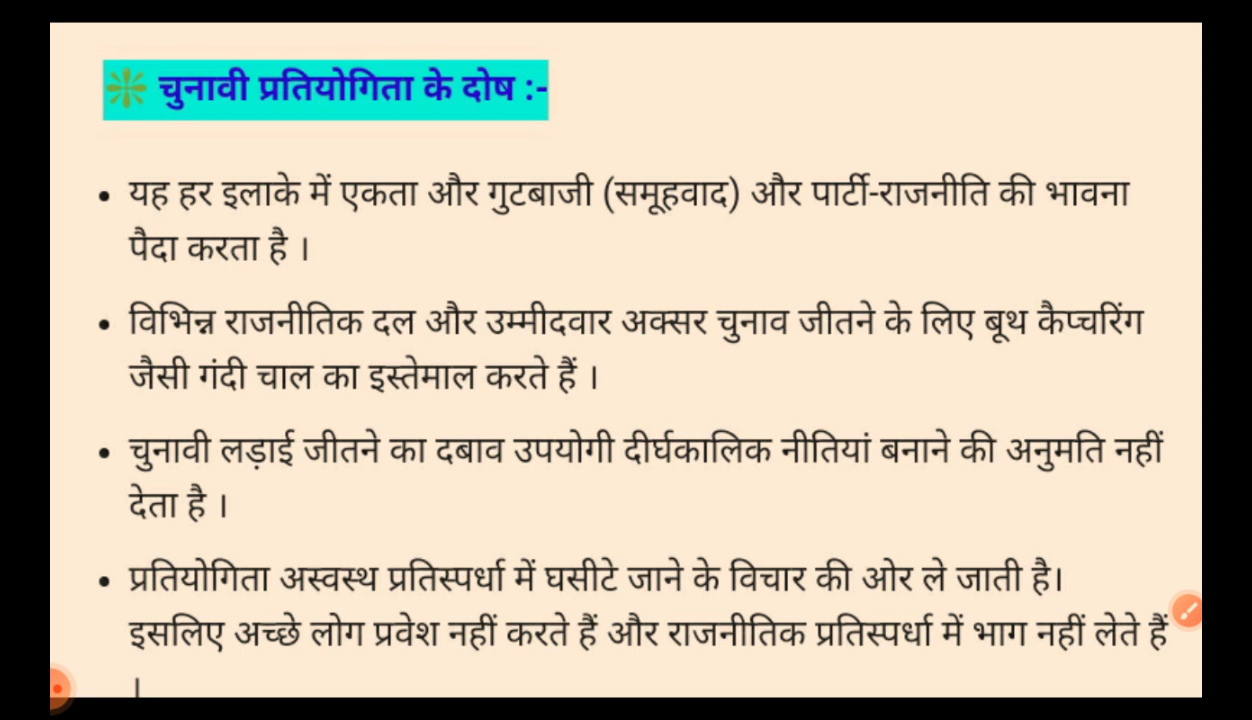 ❇ चुनावी प्रतियोगिता के दोष :-
• यह हर इलाके में एकता और गुटबाजी (समूहवाद) और पार्टी-राजनीति की भावना
पैदा करता है ।
• विभिन्न राजनीतिक दल और उम्मीदवार अक्सर चुनाव जीतने के लिए बूथ कैप्चरिंग
जैसी गंदी चाल का इस्तेमाल करते हैं ।
• चुनावी लड़ाई जीतने का दबाव उपयोगी दीर्घकालिक नीतियां बनाने की अनुमति नहीं
देता है ।
• प्रतियोगिता अस्वस्थ प्रतिस्पर्धा में घसीटे जाने के विचार की ओर ले जाती है।
इसलिए अच्छे लोग प्रवेश नहीं करते हैं और राजनीतिक प्रतिस्पर्धा में भाग नहीं लेते हैं
।